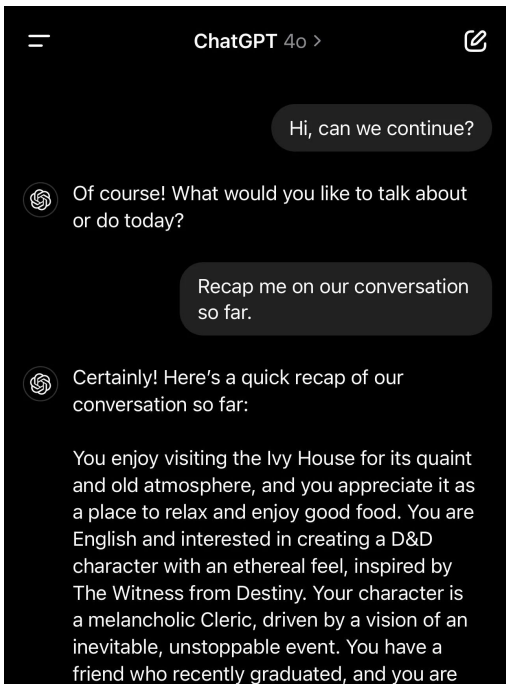 ChatGPT 4o >
Hi, can we continue?
Of course! What would you like to talk about
or do today?
Recap me on our conversation
so far.
Certainly! Here’s a quick recap of our
conversation so far:
You enjoy visiting the Ivy House for its quaint
and old atmosphere, and you appreciate it as
a place to relax and enjoy good food. You are
English and interested in creating a D&D
character with an ethereal feel, inspired by
The Witness from Destiny. Your character is
a melancholic Cleric, driven by a vision of an
inevitable, unstoppable event. You have a
friend who recently graduated, and you are